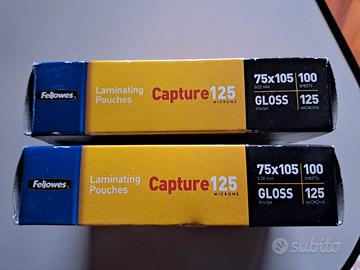 Fellowes
Laminating
Pouches
Capture125
MICRONS
75x105
SIZE MM
100
SHEETS
GLOSS
FINISH
125
MICRONS
Fellowes
Laminating
Pouches
Capture125
MICRONS
75x105
SIZE MM
100
SHEETS
GLOSS
FINISH
125
MICRONS
subito